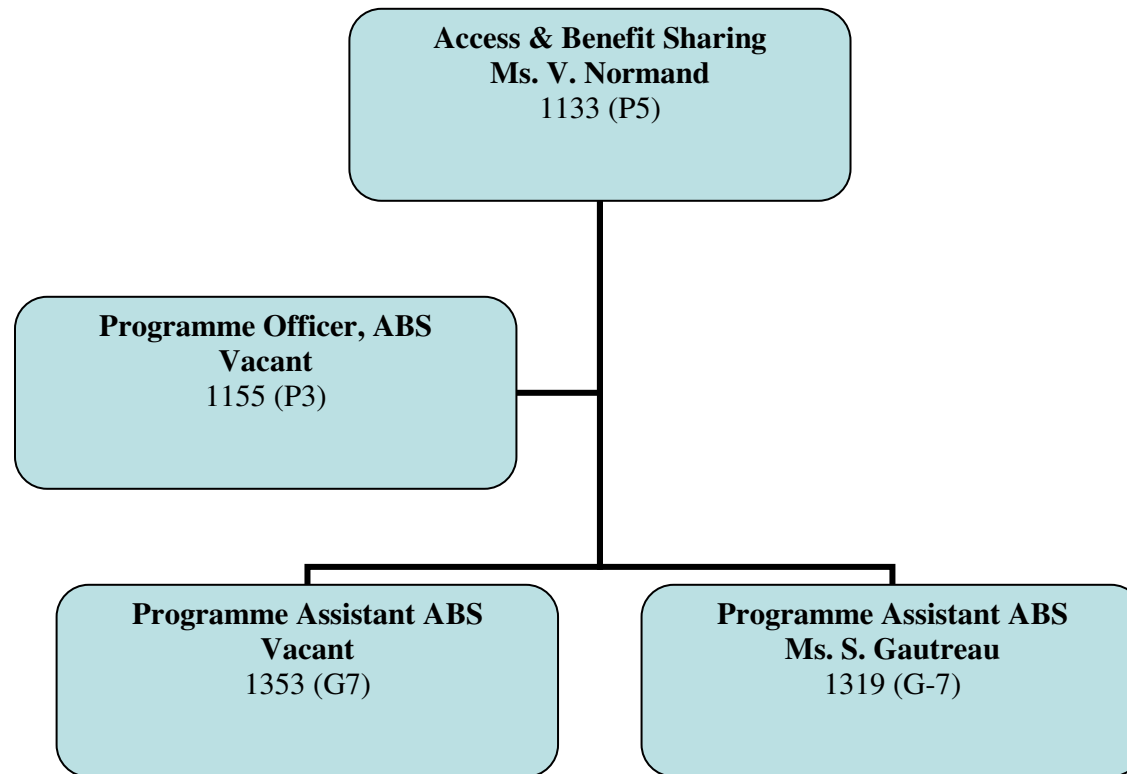 Access & Benefit Sharing
Ms. V. Normand
1133 (P5)
Programme Officer, ABS
Vacant
1155 (P3)
Programme Assistant ABS
Vacant
1353 (G7)
Programme Assistant ABS
Ms. S. Gautreau
1319 (G-7)